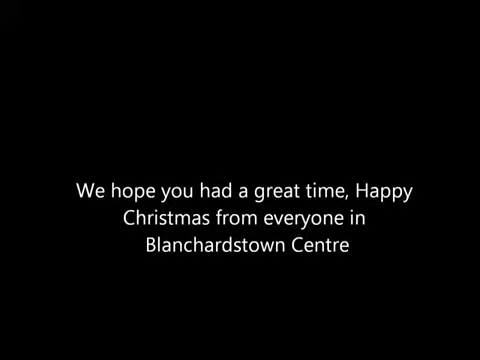 We hope you had a great time, Happy
Christmas from everyone in
Blanchardstown Centre